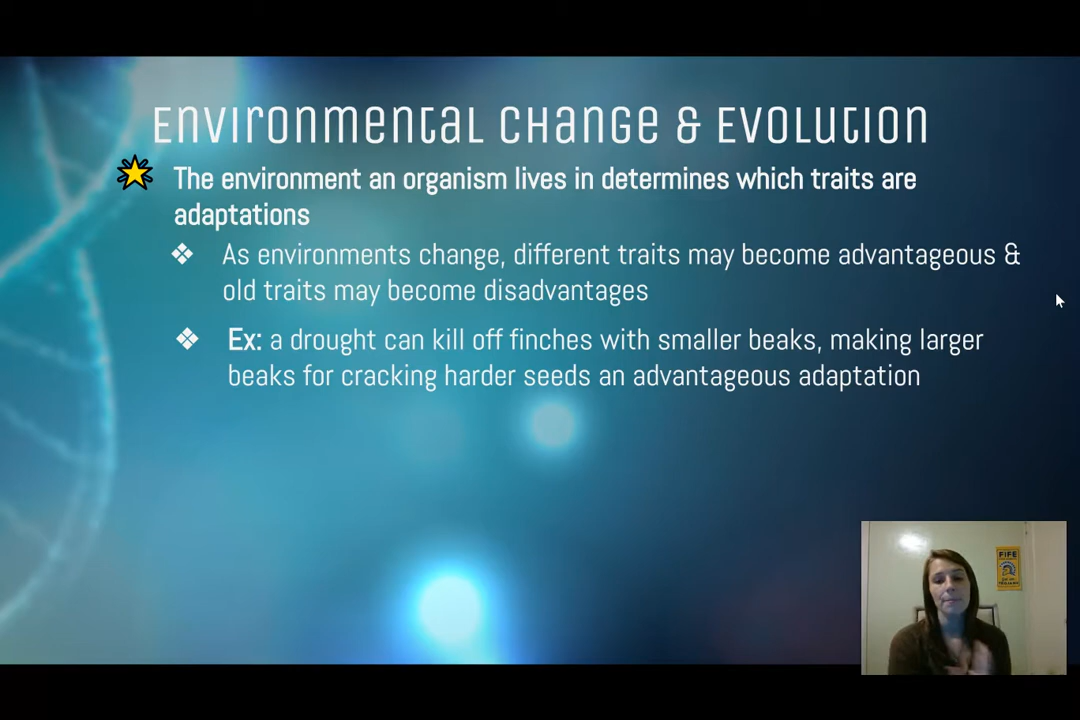 Environmental Change & Evolution
The environment an organism lives in determines which traits are
adaptations
❖ As environments change, different traits may become advantageous &
old traits may become disadvantages
❖ Ex: a drought can kill off finches with smaller beaks, making larger
beaks for cracking harder seeds an advantageous adaptation
FIFE
TROJANS